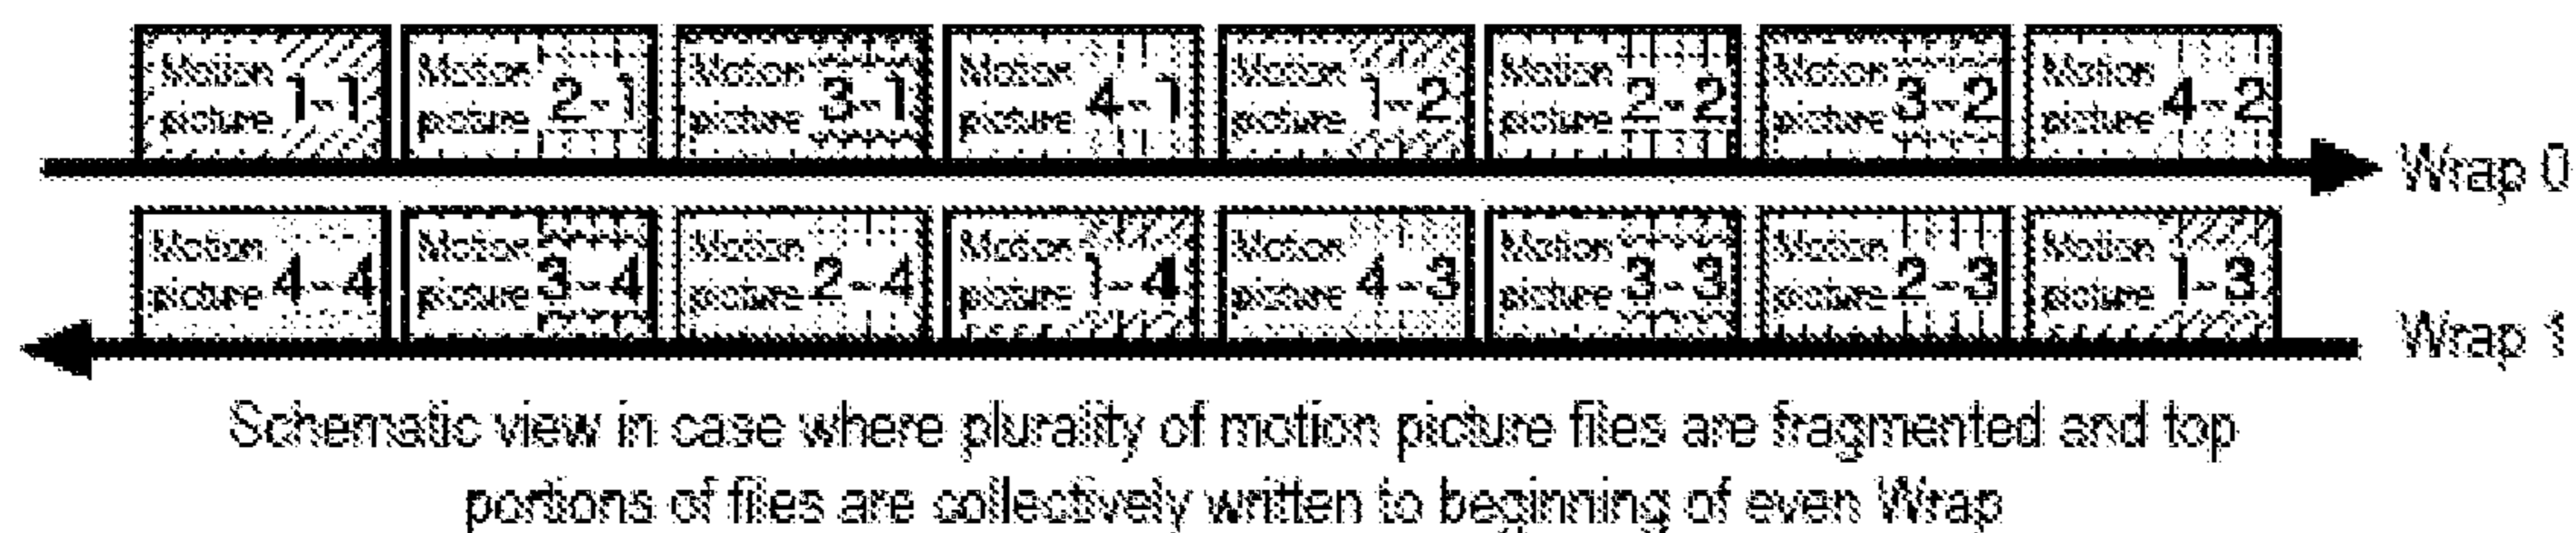 Motion picture 1-1 Motion picture 2-1 Motion picture 3-1 Motion picture 4-1 Motion picture 1-2 Motion picture 2-2 Motion picture 3-2 Motion picture 4-2
Wrap 0
Motion picture 4-4 Motion picture 3-4 Motion picture 2-4 Motion picture 1-4 Motion picture 4-3 Motion picture 3-3 Motion picture 2-3 Motion picture 1-3
Wrap 1
Schematic view in case where plurality of motion picture files are fragmented and top
portions of files are collectively written to beginning of even Wrap